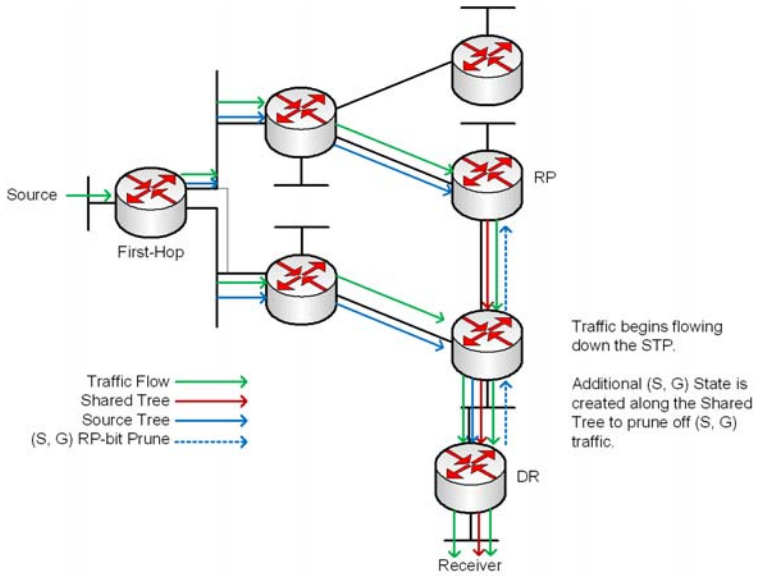 RP
Source
First-Hop
Traffic begins flowing
down the STP.
Additional (S, G) State is
created along the Shared
Tree to prune off (S, G)
traffic.
Traffic Flow
Shared Tree
Source Tree
(S, G) RP-bit Prune
DR
Receiver